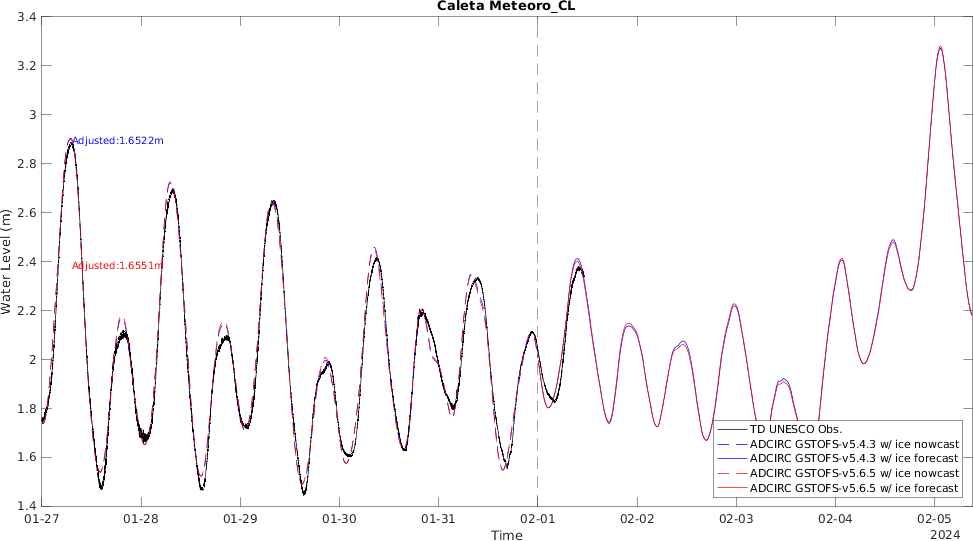 Caleta Meteoro_CL
3.4
3.2
3
2.8
2.6
2.4
2.2
2
1.8
1.6
1.4
Water Level (m)
Adjusted:1.6522m
Adjusted:1.6551m
TD UNESCO Obs.
ADCIRC GSTOFS-v5.4.3 w/ ice nowcast
ADCIRC GSTOFS-v5.4.3 w/ ice forecast
ADCIRC GSTOFS-v5.6.5 w/ ice nowcast
ADCIRC GSTOFS-v5.6.5 w/ ice forecast
01-27 01-28 01-29 01-30 01-31 02-01 02-02 02-03 02-04 02-05
Time
2024